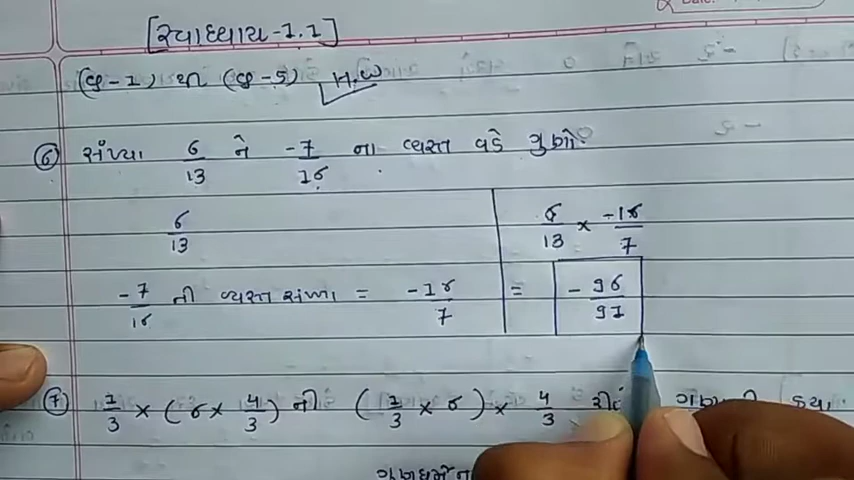 [સ્વાધ્યાય-1.1]
(પ્ર-1) થી (પ્ર-5) H.W
⑥ સંખ્યા 6/13 ને -7/16 ના વ્યસ્ત વડે ગુણો.
6/13
6/13 × -16/7
-7/16 ની વ્યસ્ત સંખ્યા = -16/7
= -96/91
⑦ 1/3 × (6 × 4/3) ની (1/3 × 6) × 4/3 કયા